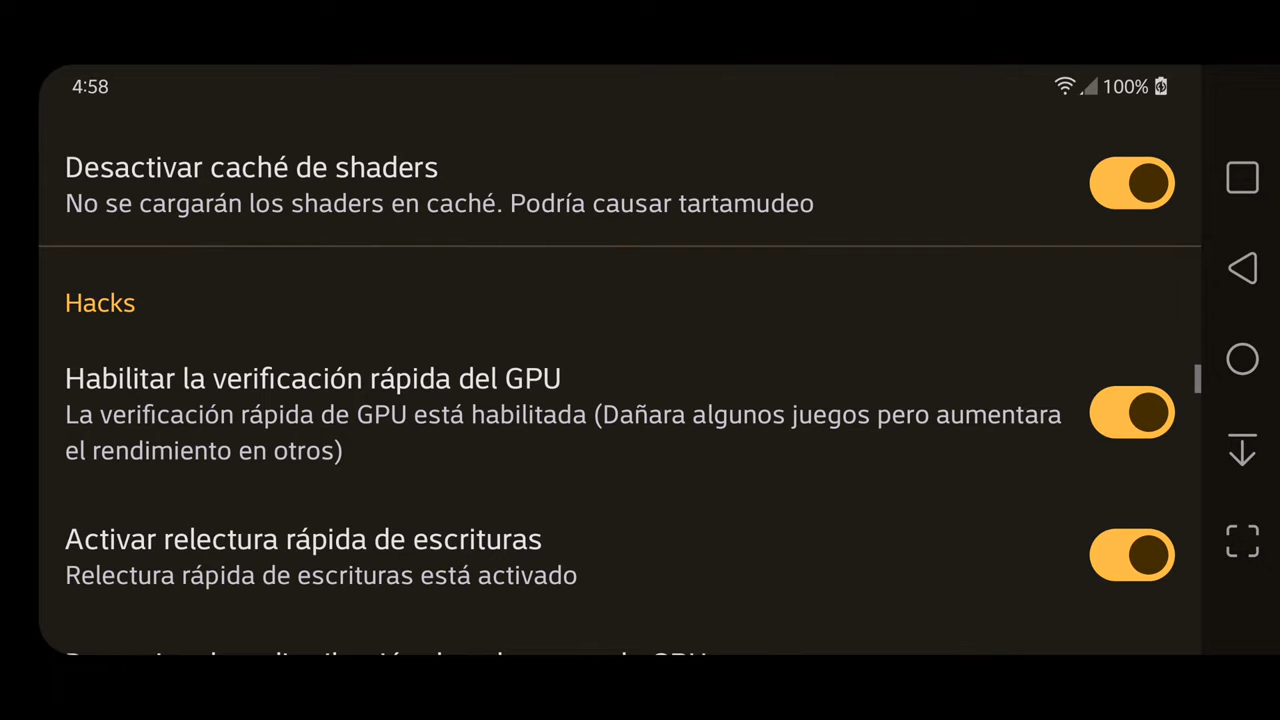 4:58
100%
Desactivar caché de shaders
No se cargarán los shaders en caché. Podría causar tartamudeo
Hacks
Habilitar la verificación rápida del GPU
La verificación rápida de GPU está habilitada (Dañara algunos juegos pero aumentara
el rendimiento en otros)
Activar relectura rápida de escrituras
Relectura rápida de escrituras está activado